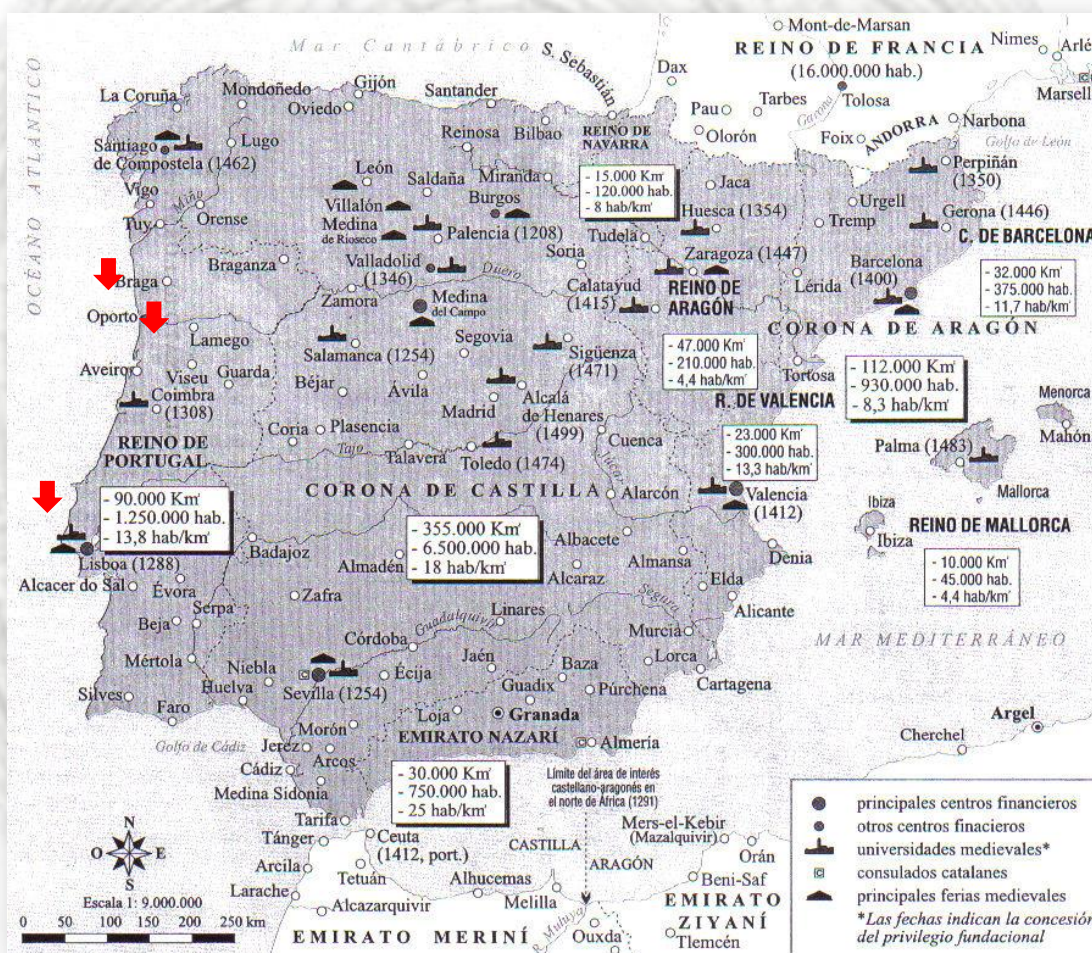 Mar Cantábrico
OCÉANO ATLÁNTICO
S. Sebastián
Mont-de-Marsan
REINO DE FRANCIA
(16.000.000 hab.)
Nimes
Arlé
Marsell
Dax
Pau
Tarbes
Garona
Tolosa
Olorón
Foix
ANDORRA
Narbona
Golfo de León
La Coruña
Mondoñedo
Gijón
Oviedo
Santander
Lugo
Reinosa
Bilbao
REINO DE
NAVARRA
Santiago
de Compostela (1462)
León
Saldaña
Miranda
- 15.000 Km²
- 120.000 hab.
- 8 hab/km²
Jaca
Perpiñán
(1350)
Vigo
Miño
Orense
Tuy
Villalón
Burgos
Medina
de Rioseco
Palencia (1208)
Soria
Tudela
Huesca (1354)
Urgell
Tremp
Gerona (1446)
C. DE BARCELONA
Braganza
Valladolid
(1346)
Duero
Zaragoza (1447)
Barcelona
(1400)
- 32.000 Km²
- 375.000 hab.
- 11,7 hab/km²
Braga
Zamora
Medina
del Campo
Calatayud
(1415)
REINO DE
ARAGÓN
Lérida
Oporto
Lamego
Salamanca (1254)
Segovia
Sigüenza
(1471)
- 47.000 Km²
- 210.000 hab.
- 4,4 hab/km²
CORONA DE ARAGÓN
Tortosa
- 112.000 Km²
- 930.000 hab.
- 8,3 hab/km²
Aveiro
Viseu
Guarda
Béjar
Ávila
Coimbra
(1308)
Madrid
Alcalá
de Henares
(1499)
R. DE VALENCIA
Menorca
Mahón
REINO DE
PORTUGAL
Coria
Plasencia
Tajo
Talavera
Toledo (1474)
Cuenca
Júcar
- 23.000 Km²
- 300.000 hab.
- 13,3 hab/km²
Palma (1483)
Mallorca
CORONA DE CASTILLA
Alarcón
Valencia
(1412)
- 90.000 Km²
- 1.250.000 hab.
- 13,8 hab/km²
- 355.000 Km²
- 6.500.000 hab.
- 18 hab/km²
Ibiza
Ibiza
REINO DE MALLORCA
- 10.000 Km²
- 45.000 hab.
- 4,4 hab/km²
Lisboa (1288)
Badajoz
Almadén
Albacete
Almansa
Denia
Alcacer do Sal
Évora
Zafra
Alcaraz
Elda
Alicante
Beja
Serpa
Linares
Segura
Guadalquivir
Córdoba
Murcia
MAR MEDITERRÁNEO
Mértola
Niebla
Jaén
Baza
Lorca
Cartagena
Silves
Huelva
Sevilla (1254)
Écija
Guadix
Púrchena
Faro
Morón
Loja
Granada
EMIRATO NAZARÍ
Argel
Cherchel
Golfo de Cádiz
Jerez
Arcos
Almería
Cádiz
Medina Sidonia
- 30.000 Km²
- 750.000 hab.
- 25 hab/km²
Límite del área de interés
castellano-aragonés en
el norte de África (1291)
Tarifa
Tánger
Ceuta
(1412, port.)
CASTILLA
ARAGÓN
Mers-el-Kebir
(Mazalquivir)
Orán
Arcila
Tetuán
Alhucemas
Melilla
Beni-Saf
Larache
Alcazarquivir
EMIRATO MERINÍ
R. Muluya
Ouxda
EMIRATO
ZIYANÍ
Tlemcén
N
O
E
S
Escala 1: 9.000.000
0 50 100 150 200 250 km
principales centros financieros
otros centros finacieros
universidades medievales*
consulados catalanes
principales ferias medievales
*Las fechas indican la concesión
del privilegio fundacional